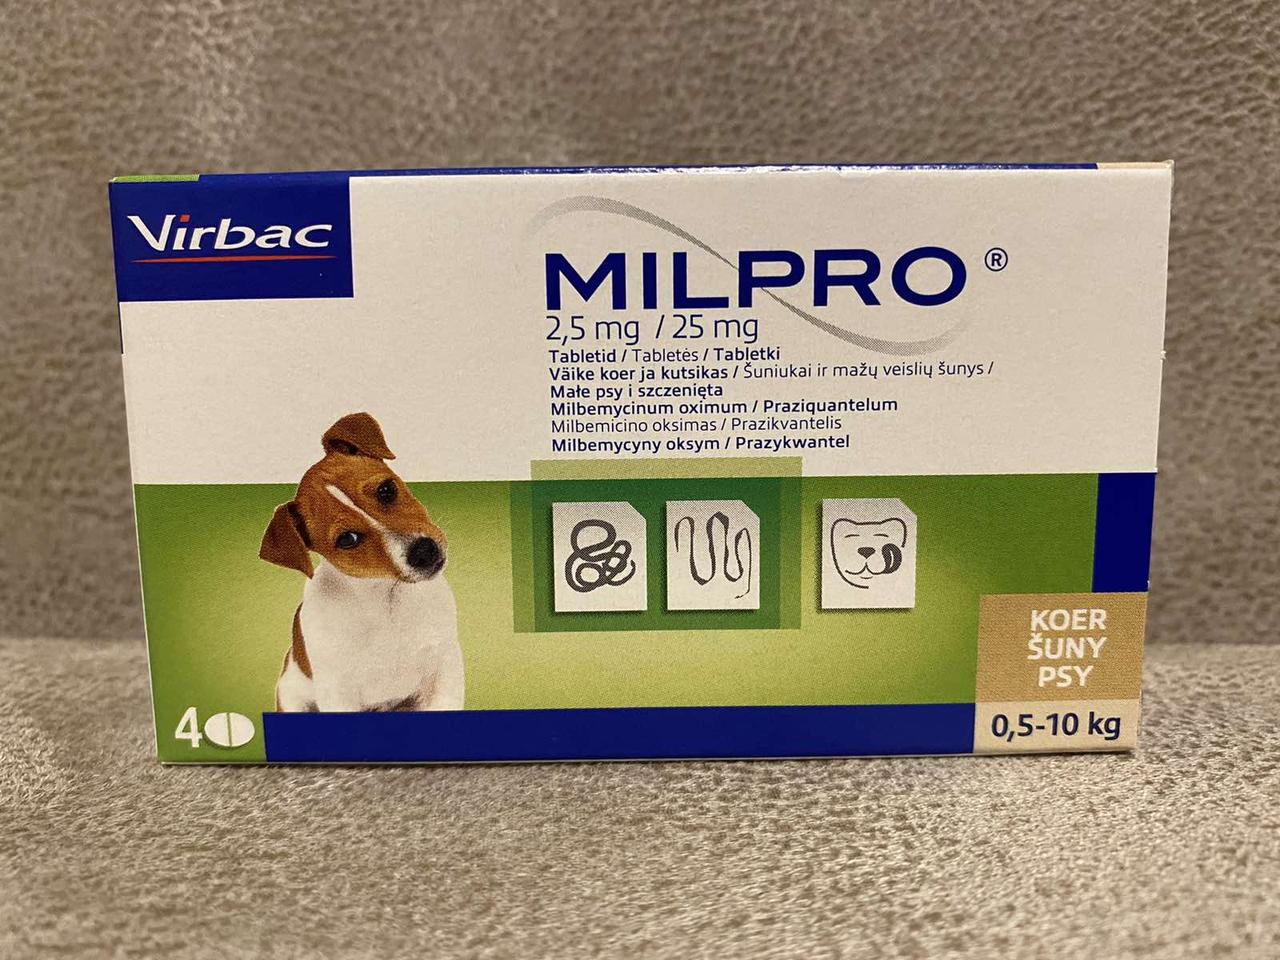 Virbac
MILPRO ®
2,5 mg / 25 mg
Tabletid / Tabletės / Tabletki
Väike koer ja kutsikas / Šuniukai ir mažų veislių šunys /
Małe psy i szczenięta
Milbemycinum oximum / Praziquantelum
Milbemicino oksimas / Prazikvantelis
Milbemycyny oksym / Prazykwantel
KOER
ŠUNY
PSY
0,5-10 kg
4